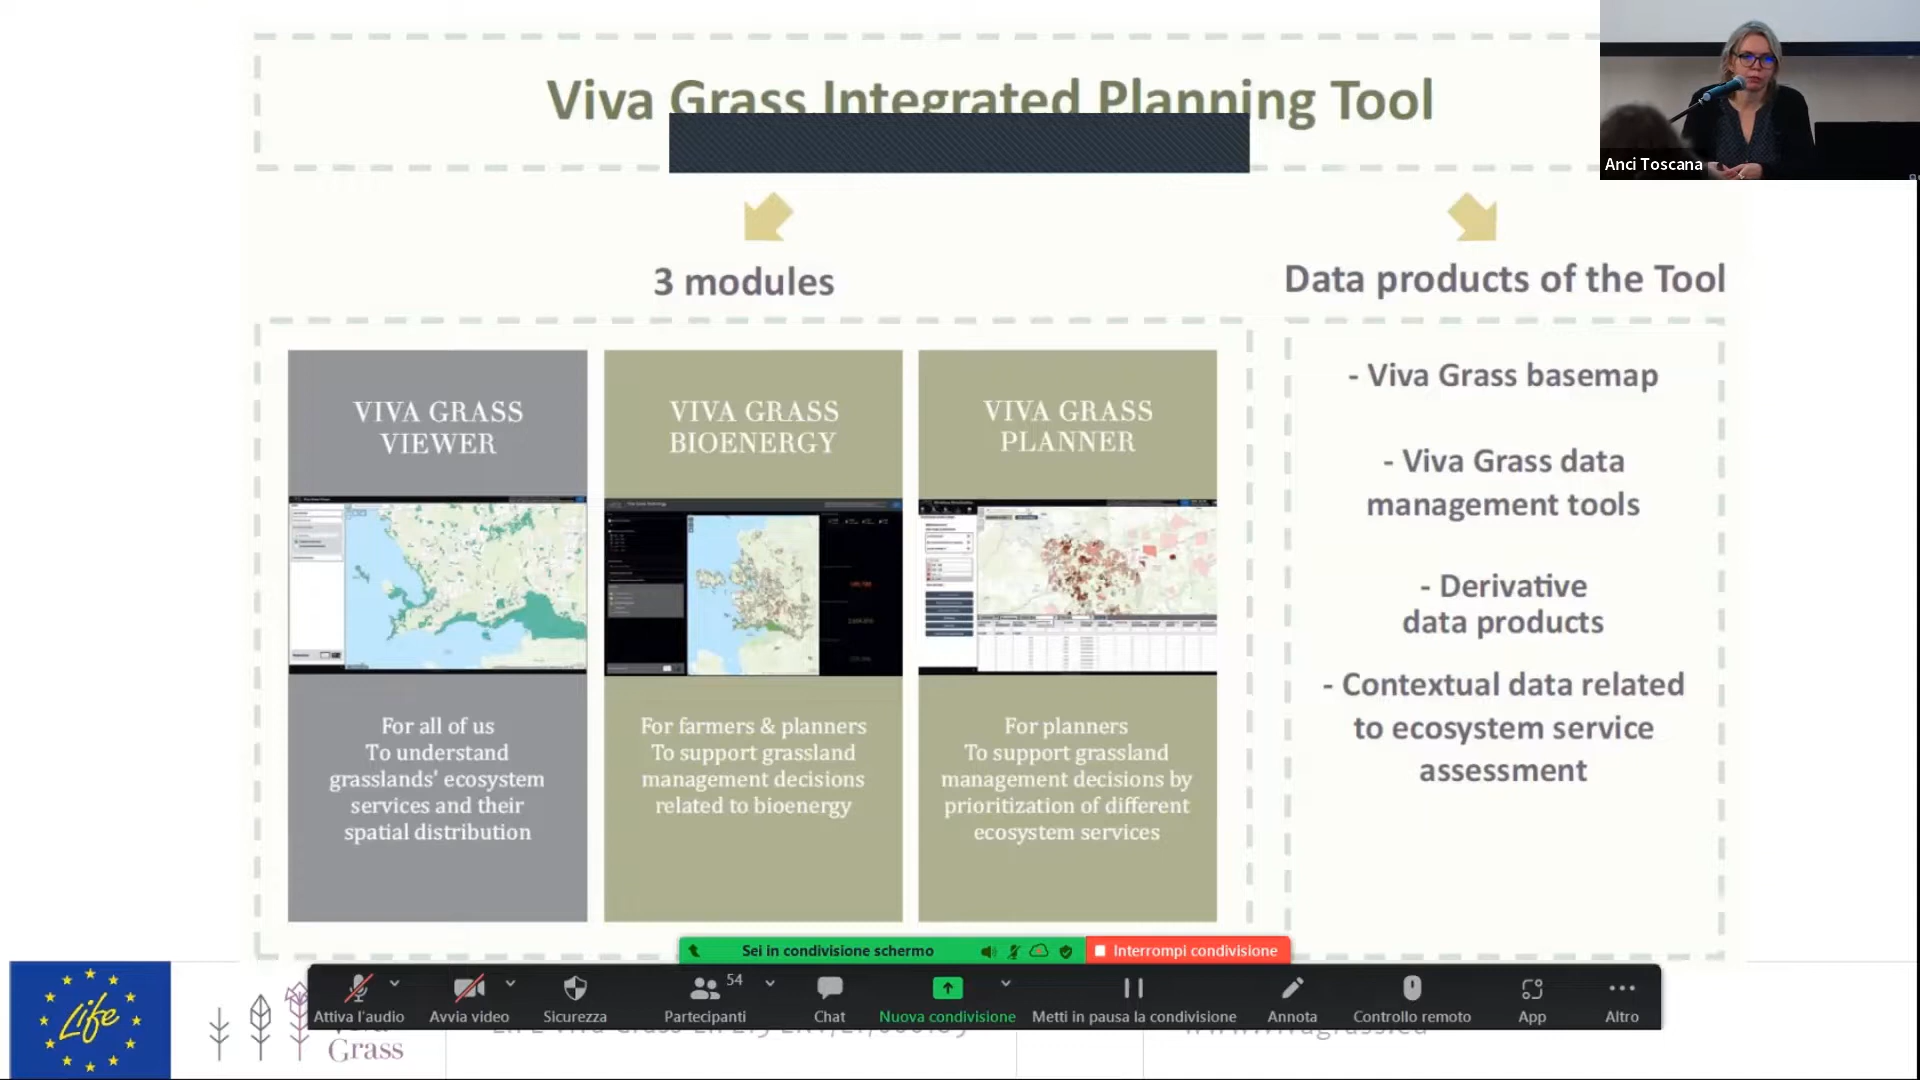 Viva Grass Integrated Planning Tool
Anci Toscana
3 modules
Data products of the Tool
VIVA GRASS
VIEWER
For all of us
To understand
grasslands' ecosystem
services and their
spatial distribution
VIVA GRASS
BIOENERGY
For farmers & planners
To support grassland
management decisions
related to bioenergy
VIVA GRASS
PLANNER
For planners
To support grassland
management decisions by
prioritization of different
ecosystem services
- Viva Grass basemap
- Viva Grass data
management tools
- Derivative
data products
- Contextual data related
to ecosystem service
assessment
Sei in condivisione schermo
Interrompi condivisione
Attiva l'audio
Avvia video
Sicurezza
Partecipanti
54
Chat
Nuova condivisione
Metti in pausa la condivisione
Annota
Controllo remoto
App
Altro
Life
Grass